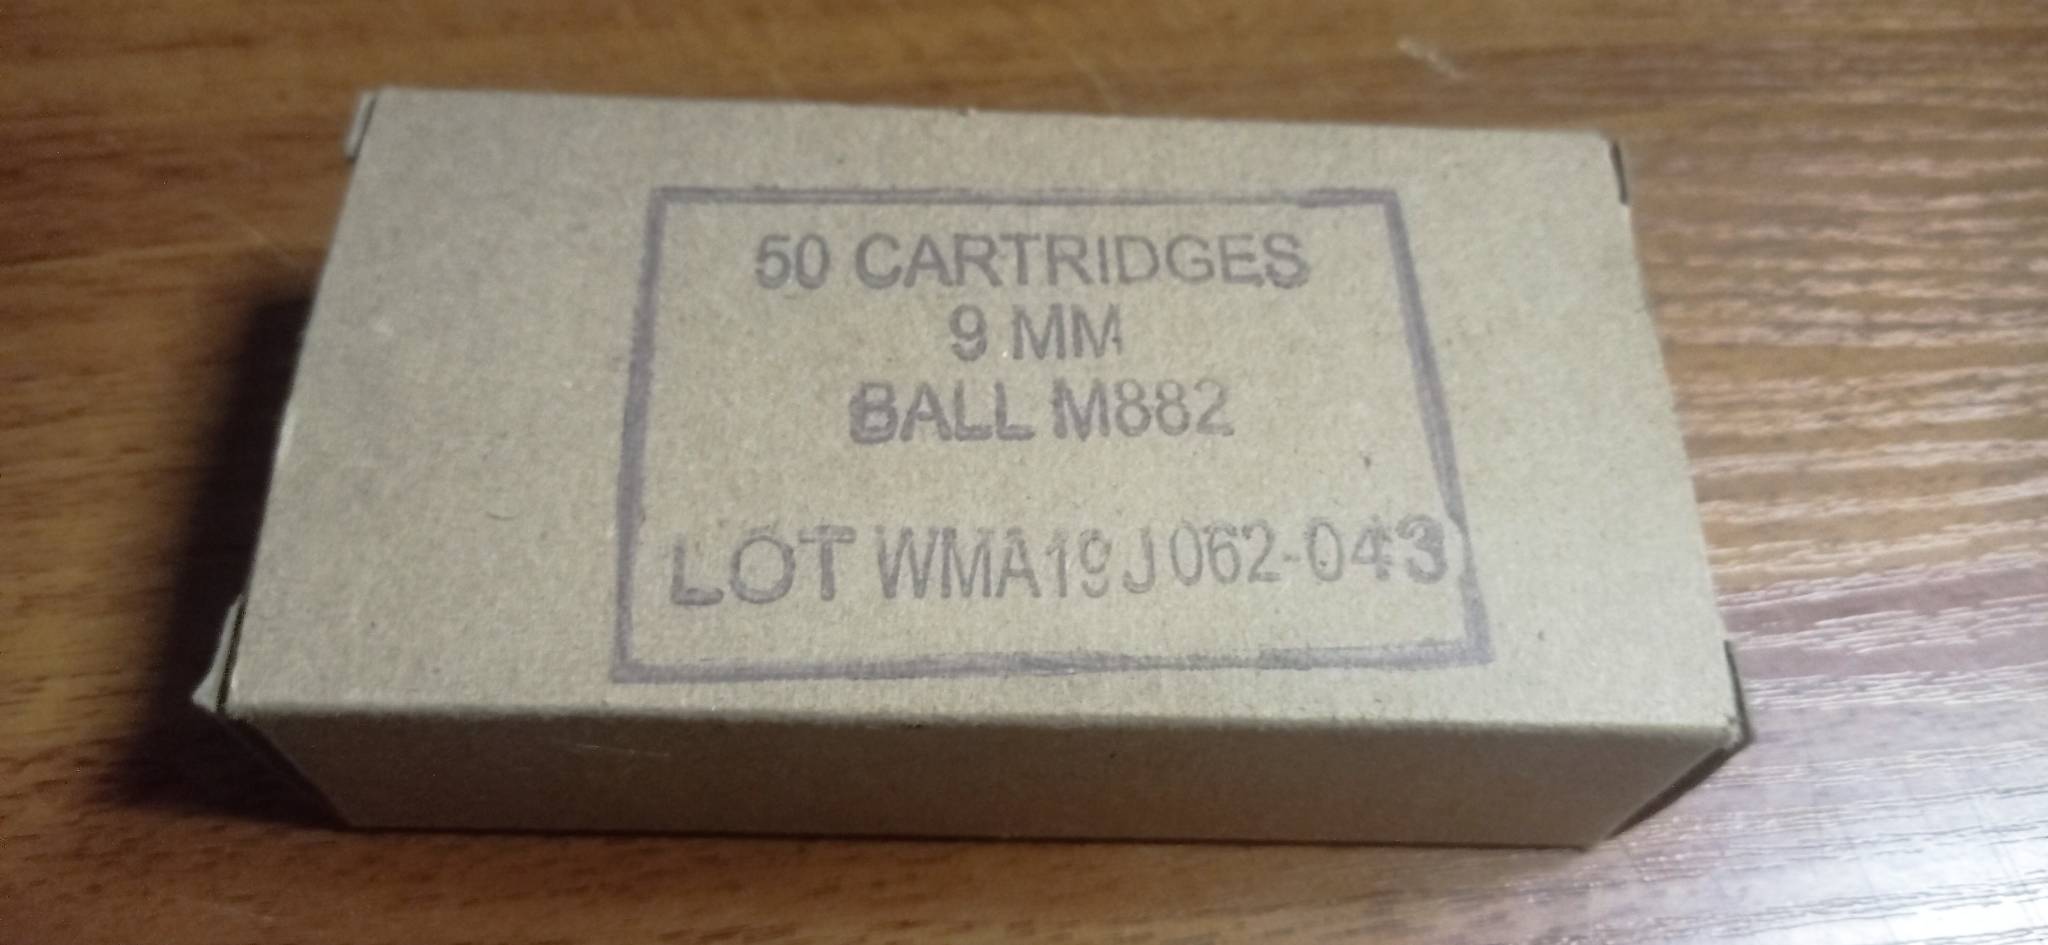 50 CARTRIDGES
9 MM
BALL M882
LOT WMA19J062-043